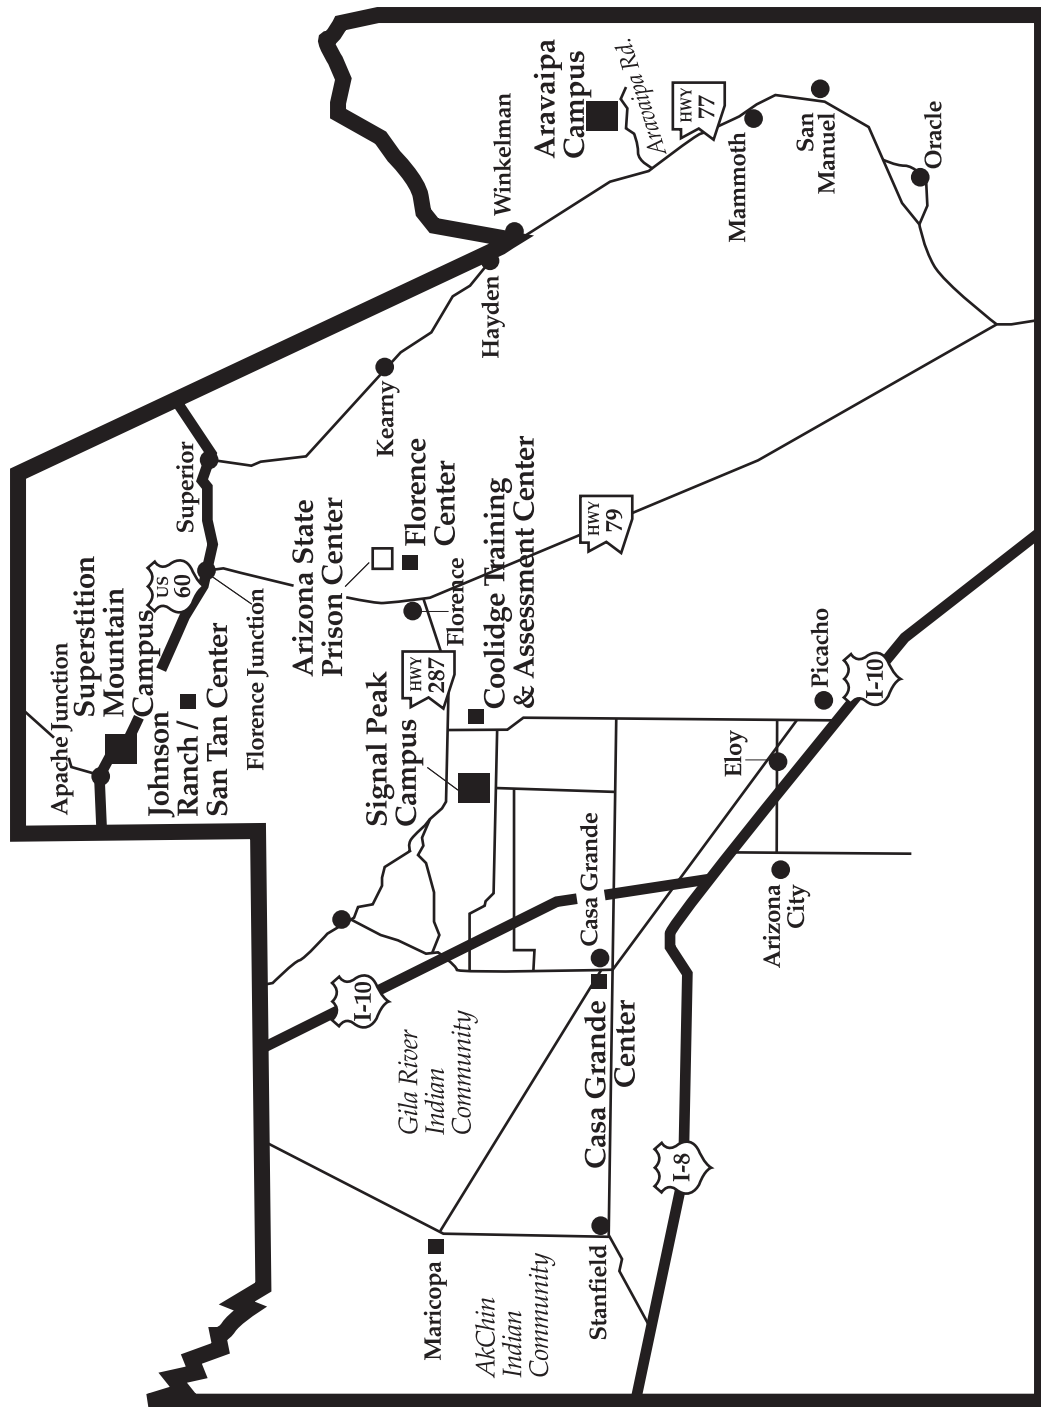 Apache Junction
Superstition
Mountain
Campus
US
60
Superior
Johnson
Ranch /
San Tan Center
Florence Junction
Arizona State
Prison Center
Kearny
Florence
Center
Hayden
Winkelman
Aravaipa
Campus
Aravaipa Rd.
HWY
77
Mammoth
San
Manuel
Oracle
Florence
Coolidge Training
& Assessment Center
HWY
79
HWY
287
Signal Peak
Campus
I-10
Gila River
Indian
Community
Casa Grande
Casa Grande
Center
Eloy
Picacho
I-10
Arizona
City
I-8
Maricopa
AkChin
Indian
Community
Stanfield